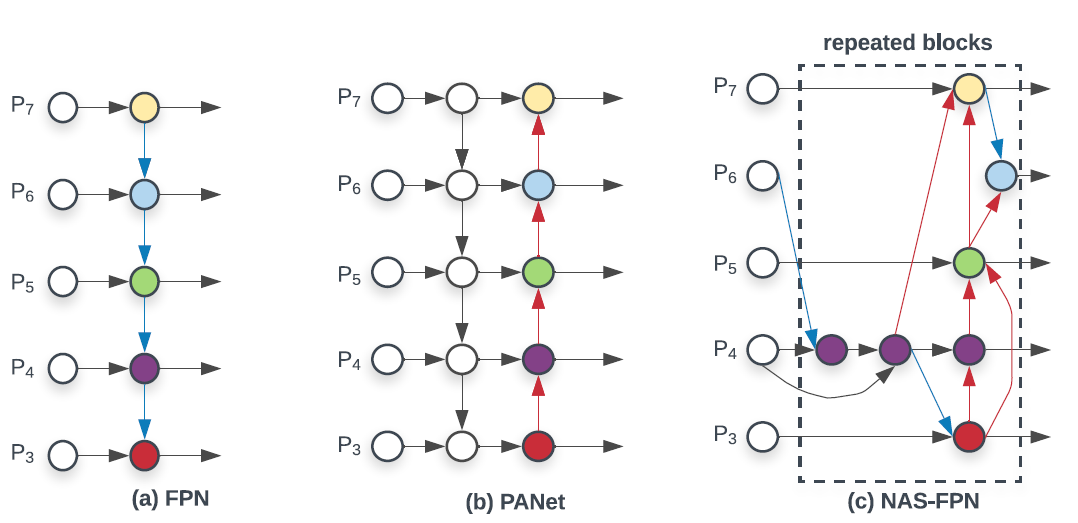 repeated blocks
P7
P6
P5
P4
P3
(a) FPN
P7
P6
P5
P4
P3
(b) PANet
P7
P6
P5
P4
P3
(c) NAS-FPN